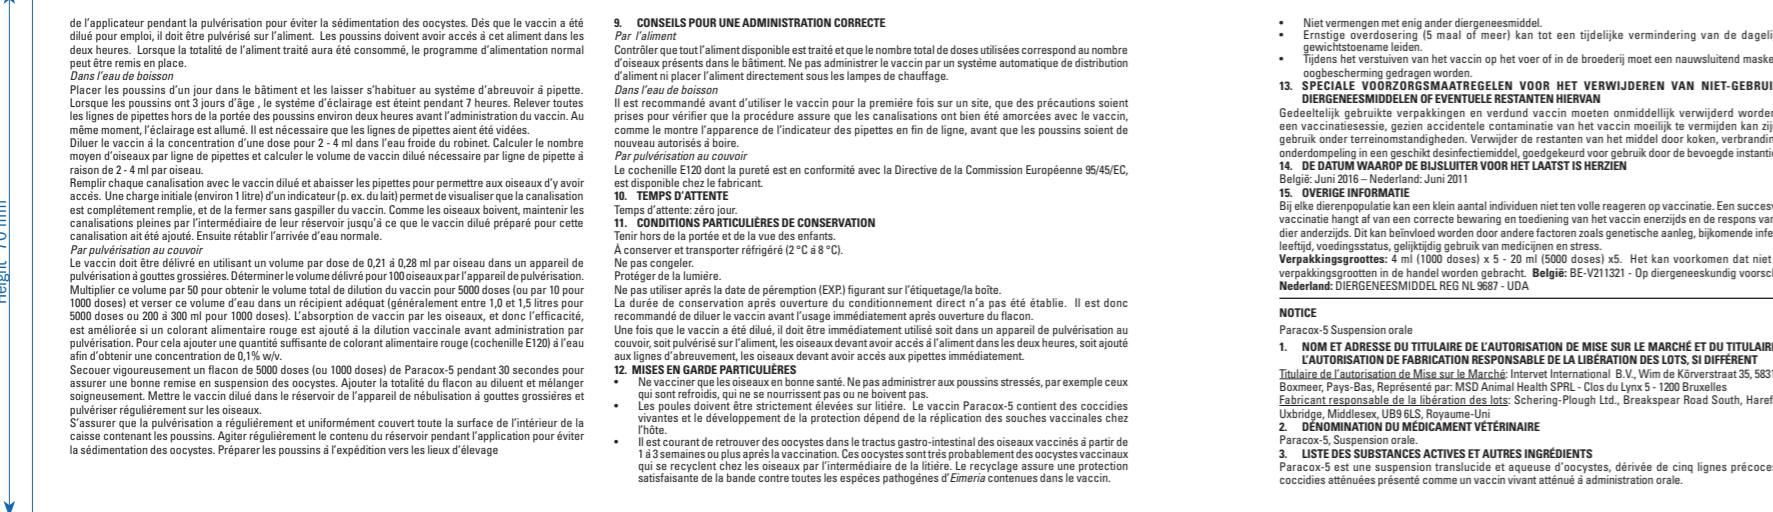 Height 70 mm
de l'applicateur pendant la pulvérisation pour éviter la sédimentation des oocystes. Dés que le vaccin a été
dilué pour emploi, il doit être pulvérisé sur l'aliment. Les poussins doivent avoir accés á cet aliment dans les
deux heures. Lorsque la totalité de l'aliment traité aura été consommé, le programme d'alimentation normal
peut être remis en place.
Dans l'eau de boisson
Placer les poussins d'un jour dans le bâtiment et les laisser s'habituer au systéme d'abreuvoir á pipette.
Lorsque les poussins ont 3 jours d'âge , le systéme d'éclairage est éteint pendant 7 heures. Relever toutes
les lignes de pipettes hors de la portée des poussins environ deux heures avant l'administration du vaccin. Au
même moment, l'éclairage est allumé. Il est nécessaire que les lignes de pipettes aient été vidées.
Diluer le vaccin á la concentration d'une dose pour 2 - 4 ml dans l'eau froide du robinet. Calculer le nombre
moyen d'oiseaux par ligne de pipettes et calculer le volume de vaccin dilué nécessaire par ligne de pipette á
raison de 2 - 4 ml par oiseau.
Remplir chaque canalisation avec le vaccin dilué et abaisser les pipettes pour permettre aux oiseaux d'y avoir
accés. Une charge initiale (environ 1 litre) d'un indicateur (p. ex. du lait) permet de visualiser que la canalisation
est complétement remplie, et de la fermer sans gaspiller du vaccin. Comme les oiseaux boivent, maintenir les
canalisations pleines par l'intermédiaire de leur réservoir jusqu'á ce que le vaccin dilué préparé pour cette
canalisation ait été ajouté. Ensuite rétablir l'arrivée d'eau normale.
Par pulvérisation au couvoir
Le vaccin doit être délivré en utilisant un volume par dose de 0,21 á 0,28 ml par oiseau dans un appareil de
pulvérisation á gouttes grossiéres. Déterminer le volume délivré pour 100 oiseaux par l'appareil de pulvérisation.
Multiplier ce volume par 50 pour obtenir le volume total de dilution du vaccin pour 5000 doses (ou par 10 pour
1000 doses) et verser ce volume d'eau dans un récipient adéquat (généralement entre 1,0 et 1,5 litres pour
5000 doses ou 200 á 300 ml pour 1000 doses). L'absorption de vaccin par les oiseaux, et donc l'efficacité,
est améliorée si un colorant alimentaire rouge est ajouté á la dilution vaccinale avant administration par
pulvérisation. Pour cela ajouter une quantité suffisante de colorant alimentaire rouge (cochenille E120) á l'eau
afin d'obtenir une concentration de 0,1% w/v.
Secouer vigoureusement un flacon de 5000 doses (ou 1000 doses) de Paracox-5 pendant 30 secondes pour
assurer une bonne remise en suspension des oocystes. Ajouter la totalité du flacon au diluent et mélanger
soigneusement. Mettre le vaccin dilué dans le réservoir de l'appareil de nébulisation á gouttes grossiéres et
pulvériser réguliérement sur les oiseaux.
S'assurer que la pulvérisation a réguliérement et uniformément couvert toute la surface de l'intérieur de la
caisse contenant les poussins. Agiter réguliérement le contenu du réservoir pendant l'application pour éviter
la sédimentation des oocystes. Préparer les poussins á l'expédition vers les lieux d'élevage
9. CONSEILS POUR UNE ADMINISTRATION CORRECTE
Par l'aliment
Contrôler que tout l'aliment disponible est traité et que le nombre total de doses utilisées correspond au nombre
d'oiseaux présents dans le bâtiment. Ne pas administrer le vaccin par un systéme automatique de distribution
d'aliment ni placer l'aliment directement sous les lampes de chauffage.
Dans l'eau de boisson
Il est recommandé avant d'utiliser le vaccin pour la premiére fois sur un site, que des précautions soient
prises pour vérifier que la procédure assure que les canalisations ont bien été amorcées avec le vaccin,
comme le montre l'apparence de l'indicateur des pipettes en fin de ligne, avant que les poussins soient de
nouveau autorisés á boire.
Par pulvérisation au couvoir
Le cochenille E120 dont la pureté est en conformité avec la Directive de la Commission Européenne 95/45/EC,
est disponible chez le fabricant.
10. TEMPS D'ATTENTE
Temps d'attente: zéro jour.
11. CONDITIONS PARTICULIÈRES DE CONSERVATION
Tenir hors de la portée et de la vue des enfants.
À conserver et transporter réfrigéré (2 °C á 8 °C).
Ne pas congeler.
Protéger de la lumiére.
Ne pas utiliser aprés la date de péremption (EXP.) figurant sur l'étiquetage/la boîte.
La durée de conservation aprés ouverture du conditionnement direct n'a pas été établie. Il est donc
recommandé de diluer le vaccin avant l'usage immédiatement aprés ouverture du flacon.
Une fois que le vaccin a été dilué, il doit être immédiatement utilisé soit dans un appareil de pulvérisation au
couvoir, soit pulvérisé sur l'aliment, les oiseaux devant avoir accés á l'aliment dans les deux heures, soit ajouté
aux lignes d'abreuvement, les oiseaux devant avoir accés aux pipettes immédiatement.
12. MISES EN GARDE PARTICULIÈRES
• Ne vacciner que les oiseaux en bonne santé. Ne pas administrer aux poussins stressés, par exemple ceux
qui sont refroidis, qui ne se nourrissent pas ou ne boivent pas.
• Les poules doivent être strictement élevées sur litiére. Le vaccin Paracox-5 contient des coccidies
vivantes et le développement de la protection dépend de la réplication des souches vaccinales chez
l'hôte.
• Il est courant de retrouver des oocystes dans le tractus gastro-intestinal des oiseaux vaccinés á partir de
1 á 3 semaines ou plus aprés la vaccination. Ces oocystes sont trés probablement des oocystes vaccinaux
qui se recyclent chez les oiseaux par l'intermédiaire de la litiére. Le recyclage assure une protection
satisfaisante de la bande contre toutes les espéces pathogénes d'Eimeria contenues dans le vaccin.
• Niet vermengen met enig ander diergeneesmiddel.
• Ernstige overdosering (5 maal of meer) kan tot een tijdelijke vermindering van de dageli
gewichtstoename leiden.
• Tijdens het verstuiven van het vaccin op het voer of in de broederij moet een nauwsluitend maske
oogbescherming gedragen worden.
13. SPECIALE VOORZORGSMAATREGELEN VOOR HET VERWIJDEREN VAN NIET-GEBRUI
DIERGENEESMIDDELEN OF EVENTUELE RESTANTEN HIERVAN
Gedeeltelijk gebruikte verpakkingen en verdund vaccin moeten onmiddellijk verwijderd worden
een vaccinatiesessie, gezien accidentele contaminatie van het vaccin moeilijk te vermijden kan zij
gebruik onder terreinomstandigheden. Verwijder de restanten van het middel door koken, verbrandin
onderdompeling in een geschikt desinfectiemiddel, goedgekeurd voor gebruik door de bevoegde instantie
14. DE DATUM WAAROP DE BIJSLUITER VOOR HET LAATST IS HERZIEN
België: Juni 2016 – Nederland: Juni 2011
15. OVERIGE INFORMATIE
Bij elke dierenpopulatie kan een klein aantal individuen niet ten volle reageren op vaccinatie. Een succesv
vaccinatie hangt af van een correcte bewaring en toediening van het vaccin enerzijds en de respons van
dier anderzijds. Dit kan beïnvloed worden door andere factoren zoals genetische aanleg, bijkomende infe
leeftijd, voedingsstatus, gelijktijdig gebruik van medicijnen en stress.
Verpakkingsgroottes: 4 ml (1000 doses) x 5 - 20 ml (5000 doses) x5. Het kan voorkomen dat niet
verpakkingsgrootten in de handel worden gebracht. België: BE-V211321 - Op diergeneeskundig voorsch
Nederland: DIERGENEESMIDDEL REG NL 9687 - UDA
NOTICE
Paracox-5 Suspension orale
1. NOM ET ADRESSE DU TITULAIRE DE L'AUTORISATION DE MISE SUR LE MARCHÉ ET DU TITULAIRE
L'AUTORISATION DE FABRICATION RESPONSABLE DE LA LIBÉRATION DES LOTS, SI DIFFÉRENT
Titulaire de l'autorisation de Mise sur le Marché: Intervet International B.V., Wim de Körverstraat 35, 5831
Boxmeer, Pays-Bas, Représenté par: MSD Animal Health SPRL - Clos du Lynx 5 - 1200 Bruxelles
Fabricant responsable de la libération des lots: Schering-Plough Ltd., Breakspear Road South, Haref
Uxbridge, Middlesex, UB9 6LS, Royaume-Uni
2. DÉNOMINATION DU MÉDICAMENT VÉTÉRINAIRE
Paracox-5, Suspension orale.
3. LISTE DES SUBSTANCES ACTIVES ET AUTRES INGRÉDIENTS
Paracox-5 est une suspension translucide et aqueuse d'oocystes, dérivée de cinq lignes précoces
coccidies atténuées présenté comme un vaccin vivant atténué á administration orale.